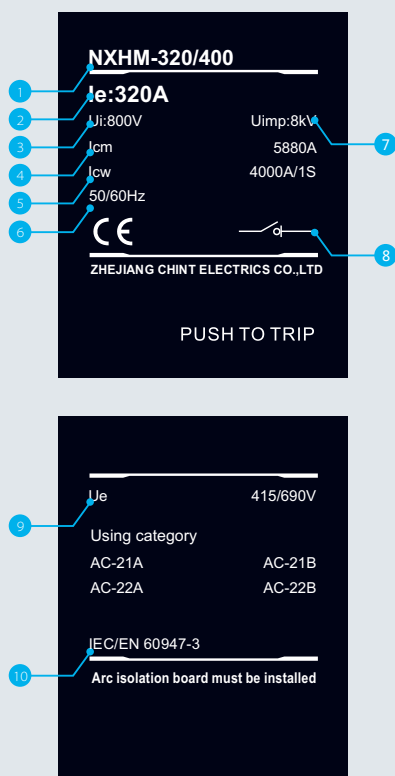 NXHM-320/400
1
Ie:320A
2
Ui:800V Uimp:8kV
3 7
Icm 5880A
4
Icw 4000A/1S
5
50/60Hz
6
CE
8
ZHEJIANG CHINT ELECTRICS CO.,LTD
PUSH TO TRIP
Ue 415/690V
9
Using category
AC-21A AC-21B
AC-22A AC-22B
IEC/EN 60947-3
10
Arc isolation board must be installed